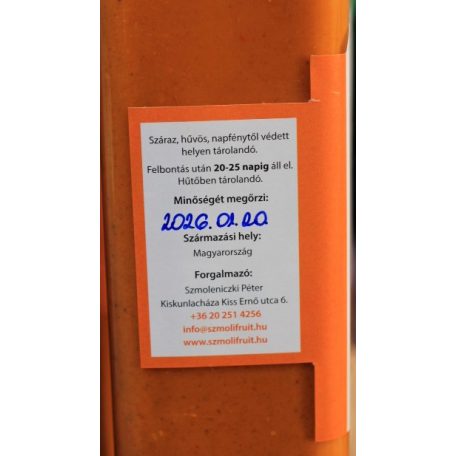 Száraz, hűvös, napfénytől védett
helyen tárolandó.
Felbontás után 20-25 napig áll el.
Hűtőben tárolandó.
Minőségét megőrzi:
2026.01.20
Származási hely:
Magyarország
Forgalmazó:
Szmoleniczki Péter
Kiskunlacháza Kiss Ernő utca 6.
+36 20 251 4256
info@szmolifruit.hu
www.szmolifruit.hu